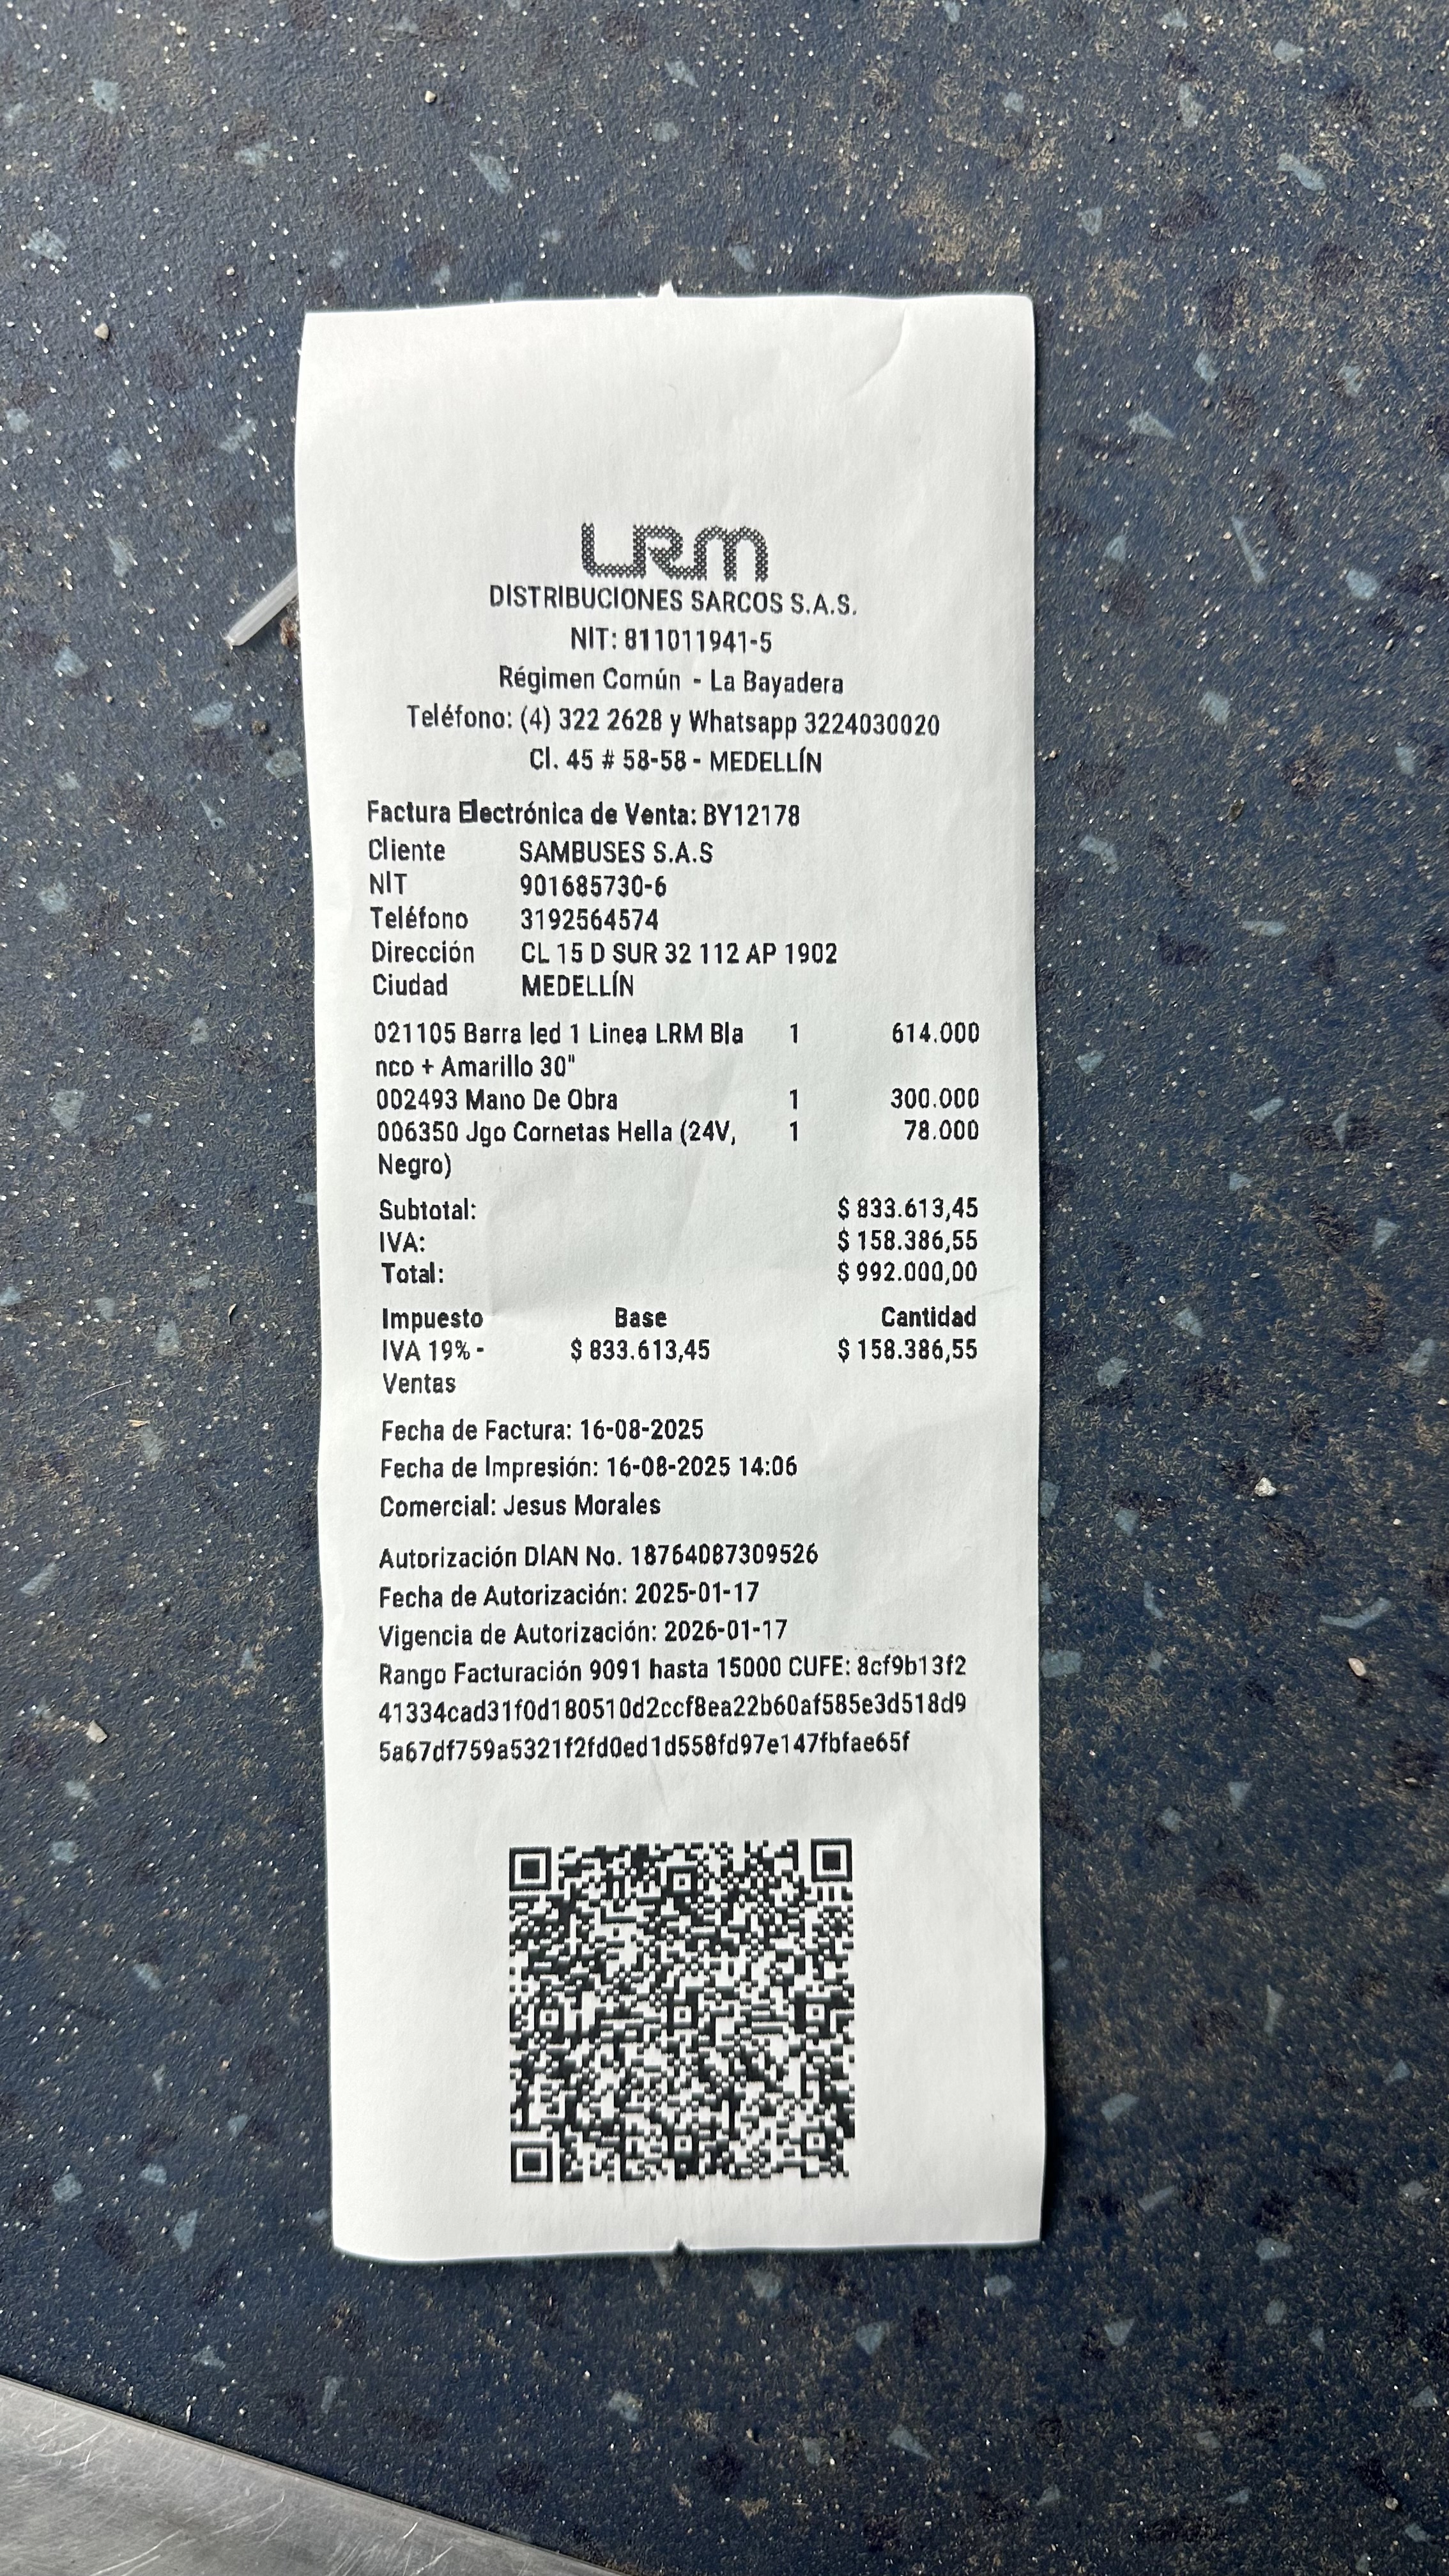 LRM
DISTRIBUCIONES SARCOS S.A.S.
NIT: 811011941-5
Régimen Común - La Bayadera
Teléfono: (4) 322 2628 y Whatsapp 3224030020
Cl. 45 # 58-58 - MEDELLÍN
Factura Electrónica de Venta: BY12178
Cliente SAMBUSES S.A.S
NIT 901685730-6
Teléfono 3192564574
Dirección CL 15 D SUR 32 112 AP 1902
Ciudad MEDELLÍN
021105 Barra led 1 Linea LRM Bla 1 614.000
nco + Amarillo 30"
002493 Mano De Obra 1 300.000
006350 Jgo Cornetas Hella (24V, 1 78.000
Negro)
Subtotal: $ 833.613,45
IVA: $ 158.386,55
Total: $ 992.000,00
Impuesto Base Cantidad
IVA 19% - $ 833.613,45 $ 158.386,55
Ventas
Fecha de Factura: 16-08-2025
Fecha de Impresión: 16-08-2025 14:06
Comercial: Jesus Morales
Autorización DIAN No. 18764087309526
Fecha de Autorización: 2025-01-17
Vigencia de Autorización: 2026-01-17
Rango Facturación 9091 hasta 15000 CUFE: 8cf9b13f2
41334cad31f0d180510d2ccf8ea22b60af585e3d518d9
5a67df759a5321f2fd0ed1d558fd97e147fbfae65f